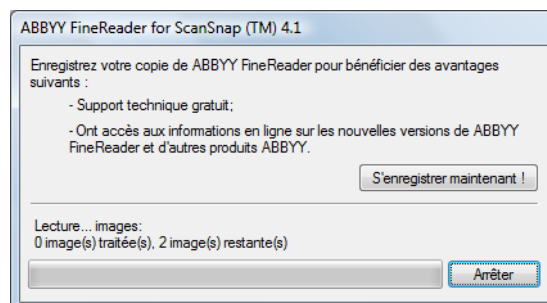 ABBYY FineReader for ScanSnap (TM) 4.1
Enregistrez votre copie de ABBYY FineReader pour bénéficier des avantages
suivants :
- Support technique gratuit;
- Ont accès aux informations en ligne sur les nouvelles versions de ABBYY
FineReader et d'autres produits ABBYY.
S'enregistrer maintenant !
Lecture... images:
0 image(s) traitée(s), 2 image(s) restante(s)
Arrêter